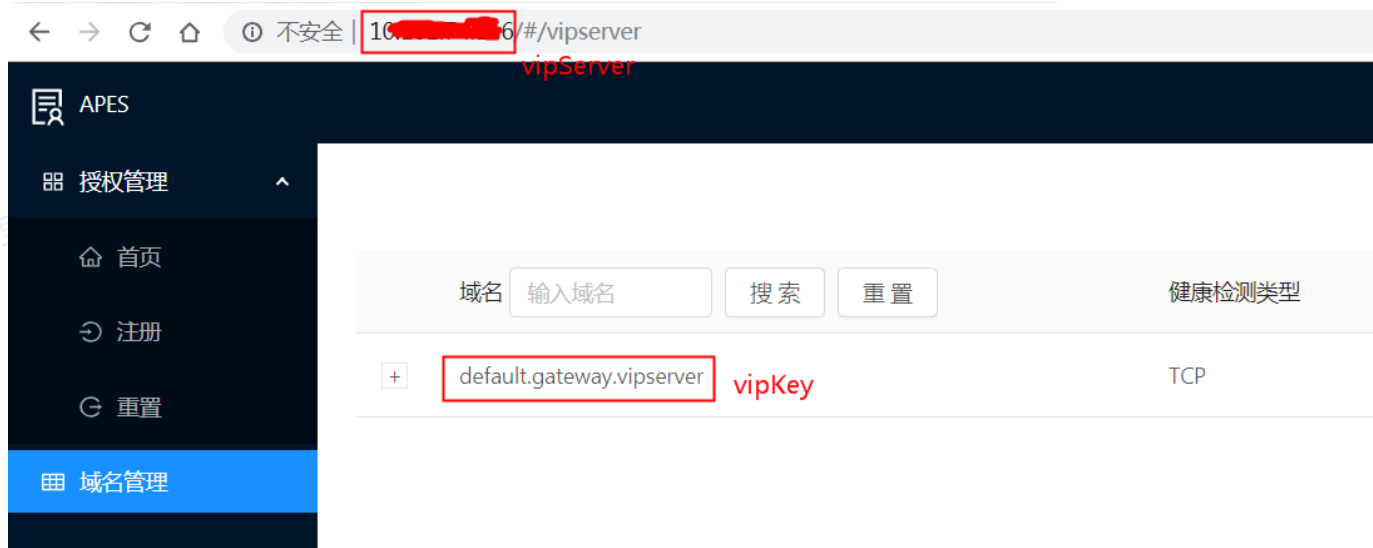 不安全 | 10. 6/#/vipserver
vipServer
APES
授权管理
首页
注册
重置
域名管理
域名 输入域名 搜 索 重 置 健康检测类型
+ default.gateway.vipserver vipKey TCP